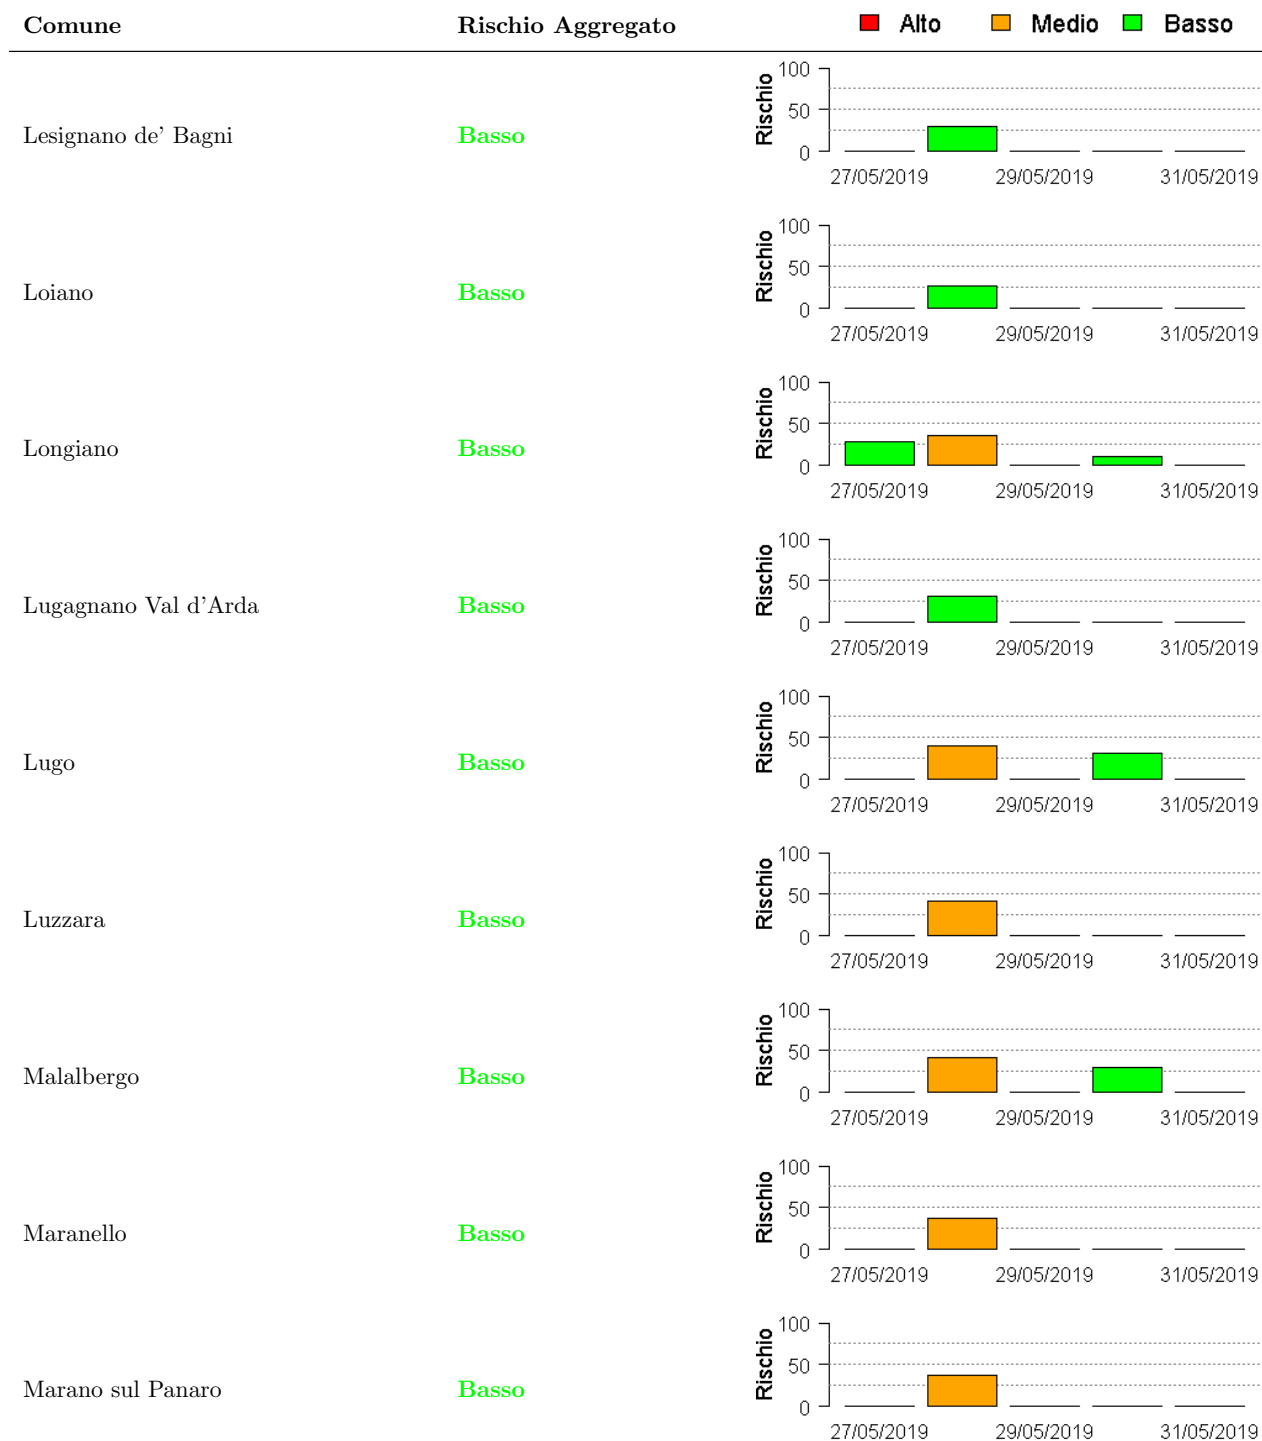 Comune Rischio Aggregato Alto Medio Basso
100
50
0
Rischio
Lesignano de' Bagni Basso
27/05/2019 29/05/2019 31/05/2019
100
50
0
Rischio
Loiano Basso
27/05/2019 29/05/2019 31/05/2019
100
50
0
Rischio
Longiano Basso
27/05/2019 29/05/2019 31/05/2019
100
50
0
Rischio
Lugagnano Val d'Arda Basso
27/05/2019 29/05/2019 31/05/2019
100
50
0
Rischio
Lugo Basso
27/05/2019 29/05/2019 31/05/2019
100
50
0
Rischio
Luzzara Basso
27/05/2019 29/05/2019 31/05/2019
100
50
0
Rischio
Malalbergo Basso
27/05/2019 29/05/2019 31/05/2019
100
50
0
Rischio
Maranello Basso
27/05/2019 29/05/2019 31/05/2019
100
50
0
Rischio
Marano sul Panaro Basso
27/05/2019 29/05/2019 31/05/2019